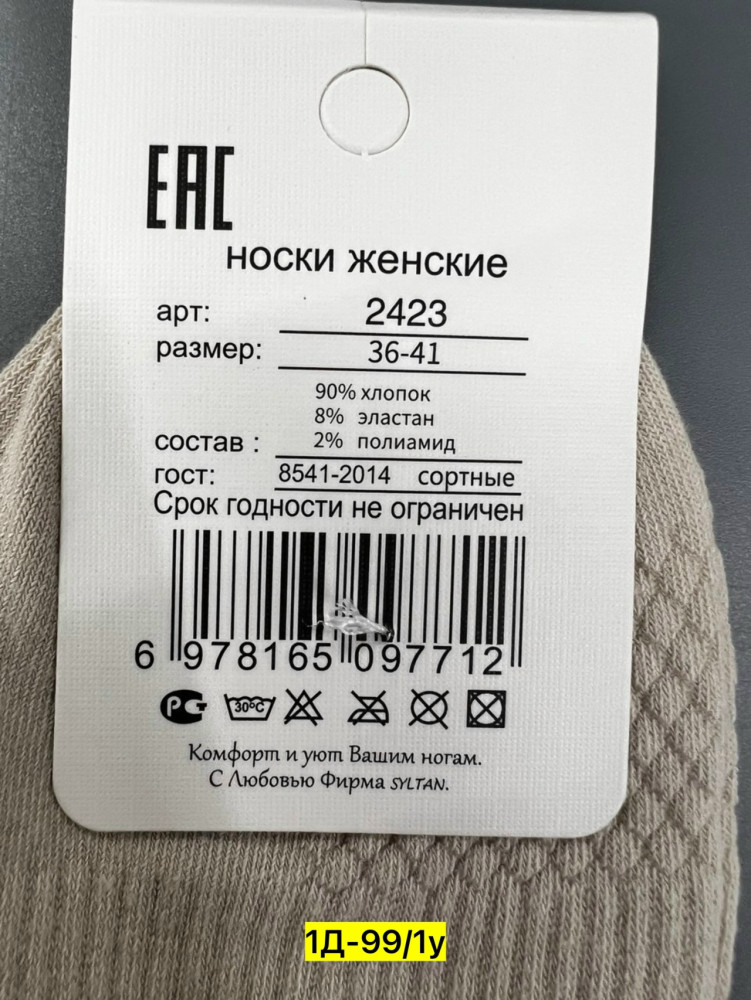 EAC
носки женские
арт: 2423
размер: 36-41
90% хлопок
8% эластан
состав : 2% полиамид
гост: 8541-2014 сортные
Срок годности не ограничен
6 978165 097712
РС 30°C
Комфорт и уют Вашим ногам.
С Любовью Фирма SYLTAN.
1Д-99/1у